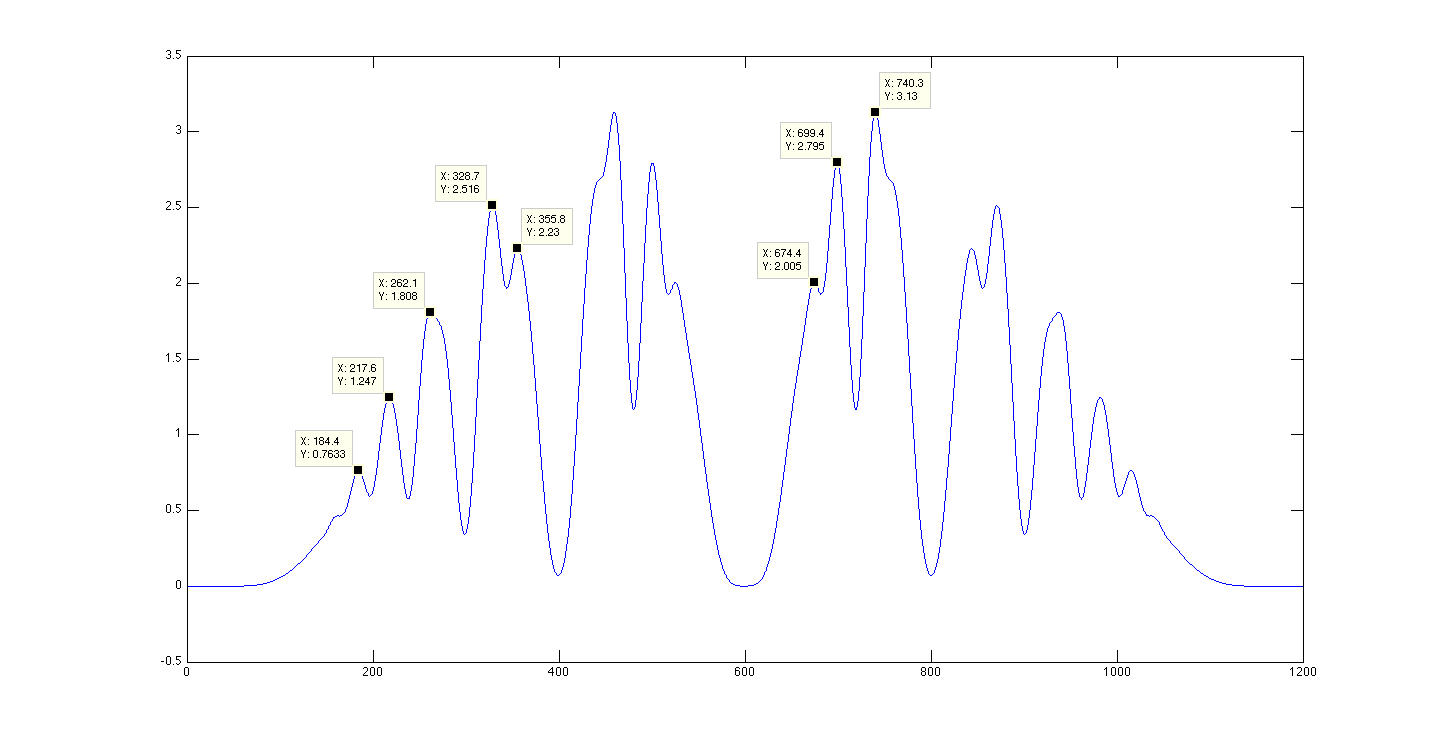 3.5
3
2.5
2
1.5
1
0.5
0
-0.5
0
200
400
600
800
1000
1200
X: 184.4
Y: 0.7633
X: 217.6
Y: 1.247
X: 262.1
Y: 1.808
X: 328.7
Y: 2.516
X: 355.8
Y: 2.23
X: 674.4
Y: 2.005
X: 699.4
Y: 2.795
X: 740.3
Y: 3.13